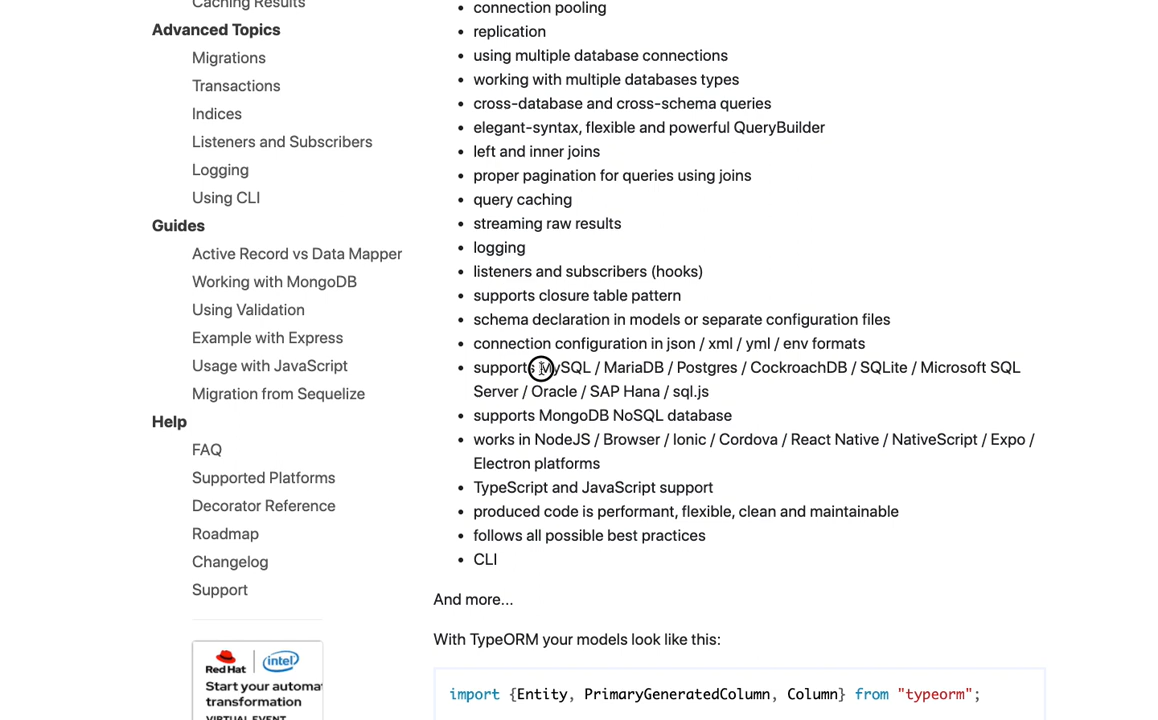 Caching Results
Advanced Topics
Migrations
Transactions
Indices
Listeners and Subscribers
Logging
Using CLI
Guides
Active Record vs Data Mapper
Working with MongoDB
Using Validation
Example with Express
Usage with JavaScript
Migration from Sequelize
Help
FAQ
Supported Platforms
Decorator Reference
Roadmap
Changelog
Support
Red Hat
intel
Start your automa
transformation
VIRTUAL EVENT
connection pooling
replication
using multiple database connections
working with multiple databases types
cross-database and cross-schema queries
elegant-syntax, flexible and powerful QueryBuilder
left and inner joins
proper pagination for queries using joins
query caching
streaming raw results
logging
listeners and subscribers (hooks)
supports closure table pattern
schema declaration in models or separate configuration files
connection configuration in json / xml / yml / env formats
supports MySQL / MariaDB / Postgres / CockroachDB / SQLite / Microsoft SQL
Server / Oracle / SAP Hana / sql.js
supports MongoDB NoSQL database
works in NodeJS / Browser / Ionic / Cordova / React Native / NativeScript / Expo /
Electron platforms
TypeScript and JavaScript support
produced code is performant, flexible, clean and maintainable
follows all possible best practices
CLI
And more...
With TypeORM your models look like this:
import {Entity, PrimaryGeneratedColumn, Column} from "typeorm";